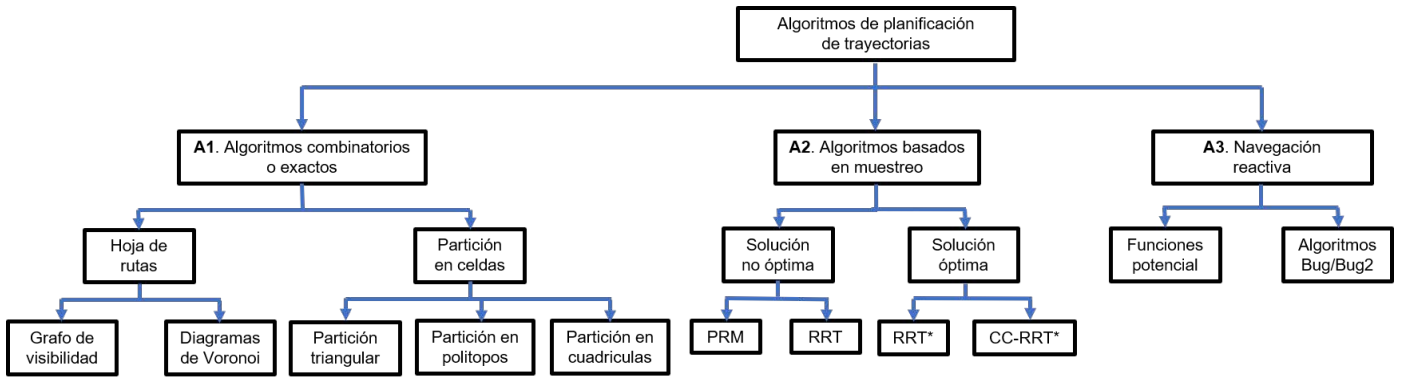 Algoritmos de planificación
de trayectorias
A1. Algoritmos combinatorios
o exactos
A2. Algoritmos basados
en muestreo
A3. Navegación
reactiva
Hoja de
rutas
Partición
en celdas
Solución
no óptima
Solución
óptima
Funciones
potencial
Algoritmos
Bug/Bug2
Grafo de
visibilidad
Diagramas
de Voronoi
Partición
triangular
Partición en
politopos
Partición en
cuadriculas
PRM
RRT
RRT*
CC-RRT*